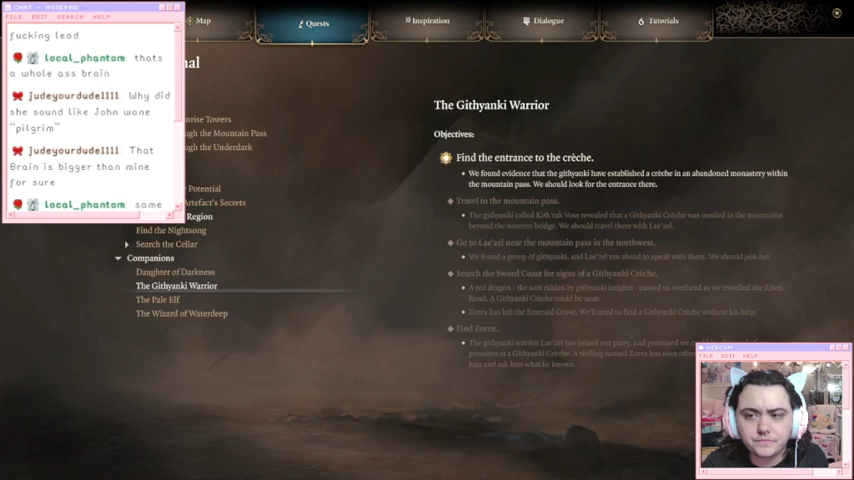 CHAT - NOTEPAD
FILE EDIT SEARCH HELP
fucking lead
local_phantom: thats
a whole ass brain
judeyourdude1111: Why did
she sound like John wane
"pilgrim"
judeyourdude1111: That
Brain is bigger than mine
for sure
local_phantom: same
Map
Quests
Inspiration
Dialogue
Tutorials
nal
nrise Towers
rough the Mountain Pass
rough the Underdark
Potential
Artefact's Secrets
Region
Find the Nightsong
Search the Cellar
Companions
Daughter of Darkness
The Githyanki Warrior
The Pale Elf
The Wizard of Waterdeep
The Githyanki Warrior
Objectives:
Find the entrance to the crèche.
We found evidence that the githyanki have established a crèche in an abandoned monastery within
the mountain pass. We should look for the entrance there.
Travel to the mountain pass.
The githyanki called Kith'rak Voss revealed that a Githyanki Crèche was nestled in the mountains
beyond the western bridge. We should travel there with Lae'zel.
Go to Lae'zel near the mountain pass in the northwest.
We found a group of githyanki, and Lae'zel ran ahead to speak with them. We should join her.
Search the Sword Coast for signs of a Githyanki Crèche.
A red dragon - the sort ridden by githyanki knights - passed us overhead as we travelled the Risen
Road. A Githyanki Crèche could be near.
Zorru has left the Emerald Grove. We'll need to find a Githyanki Crèche without his help.
Find Zorru.
The githyanki warrior Lae'zel has joined our party, and promised we
parasites at a Githyanki Crèche. A tiefling named Zorru has seen other
him and ask him what he knows.
WEBCAM
FILE EDIT HELP